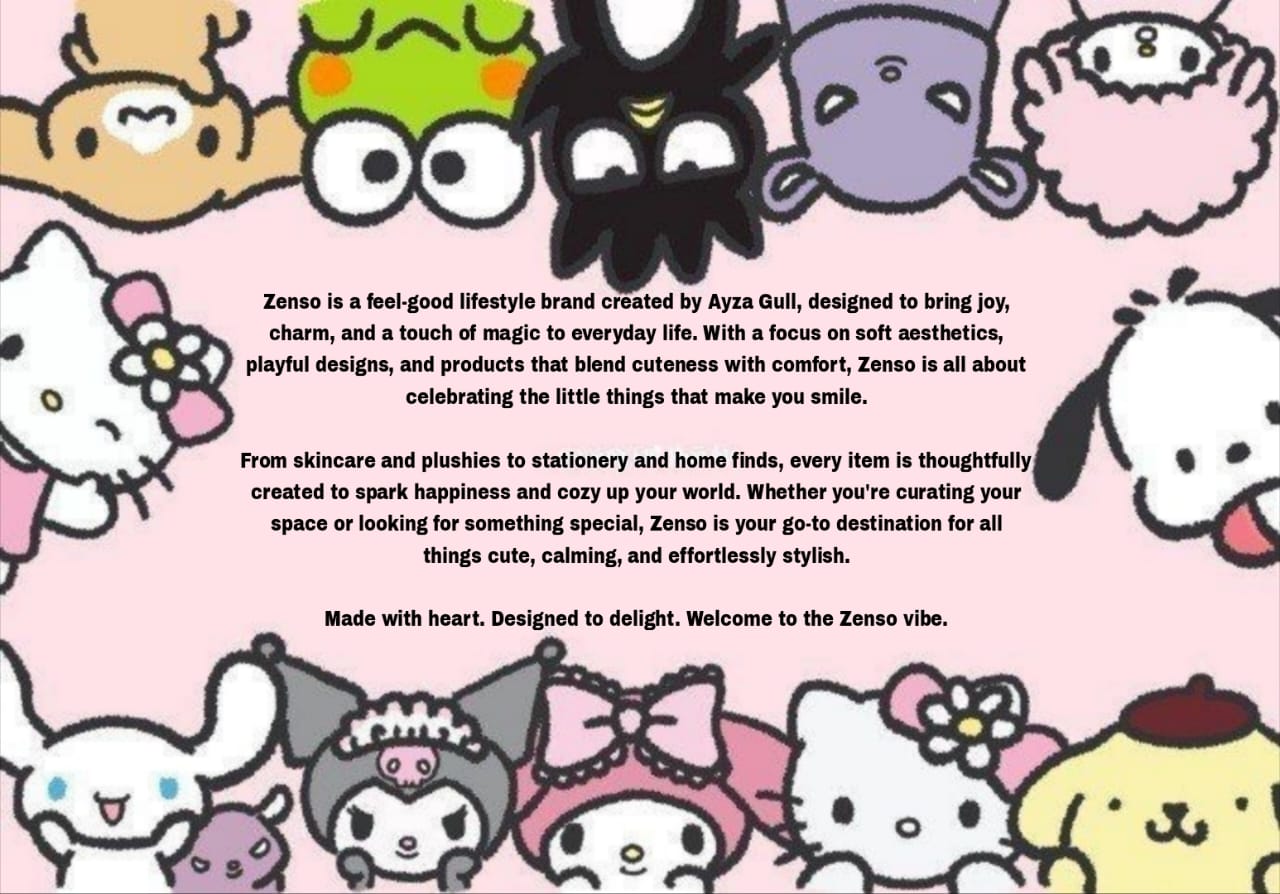 Zenso is a feel-good lifestyle brand created by Ayza Gull, designed to bring joy,
charm, and a touch of magic to everyday life. With a focus on soft aesthetics,
playful designs, and products that blend cuteness with comfort, Zenso is all about
celebrating the little things that make you smile.
From skincare and plushies to stationery and home finds, every item is thoughtfully
created to spark happiness and cozy up your world. Whether you're curating your
space or looking for something special, Zenso is your go-to destination for all
things cute, calming, and effortlessly stylish.
Made with heart. Designed to delight. Welcome to the Zenso vibe.